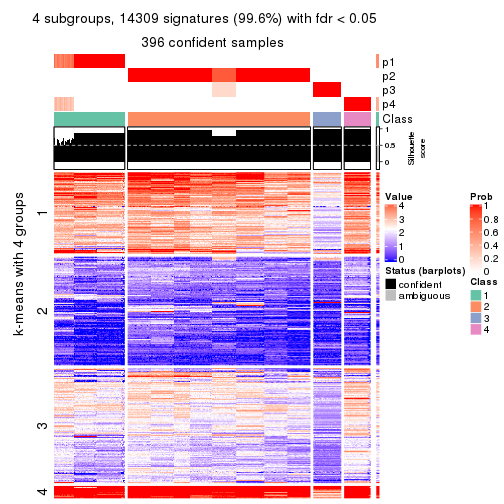 4 subgroups, 14309 signatures (99.6%) with fdr < 0.05
396 confident samples
p1
p2
p3
p4
Class
1
0.5
0
Silhouette
score
k-means with 4 groups
1
2
3
4
Value
4
3
2
1
0
Status (barplots)
confident
ambiguous
Prob
1
0.8
0.6
0.4
0.2
0
Class
1
2
3
4